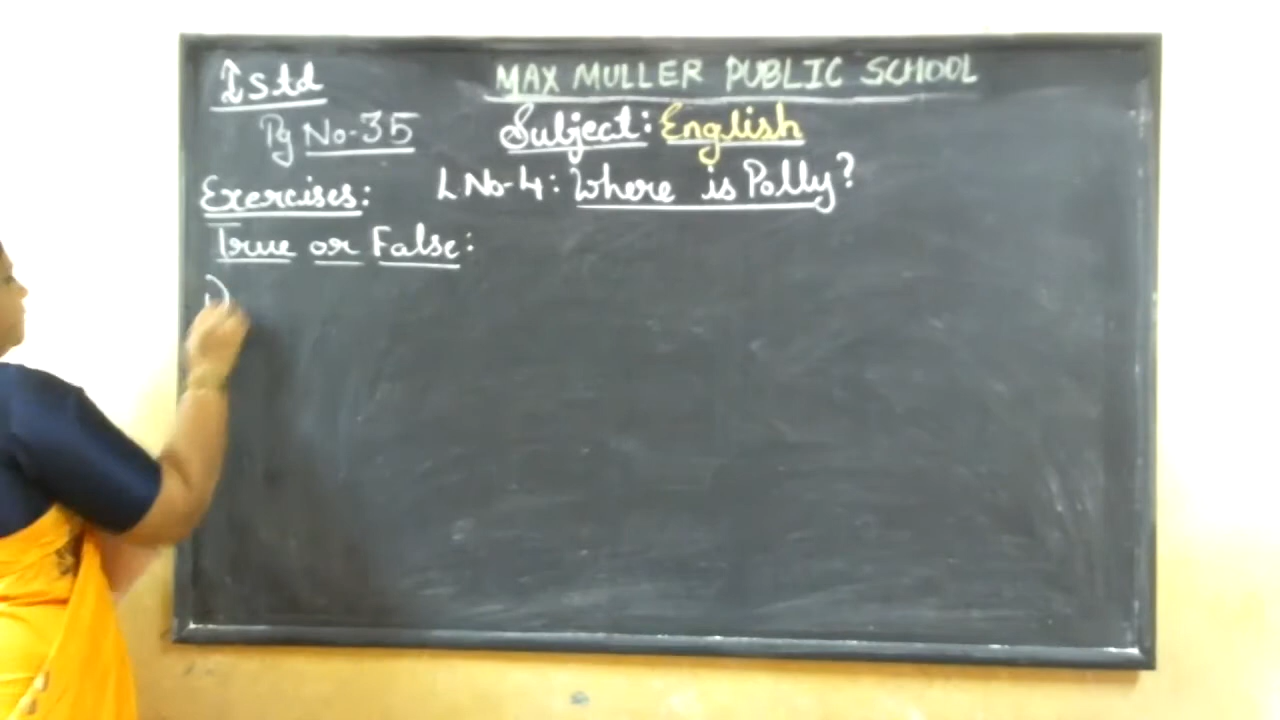 I Std
MAX MULLER PUBLIC SCHOOL
Pg No-35
Subject: English
Exercises:
L No-4: Where is Polly?
True or False: